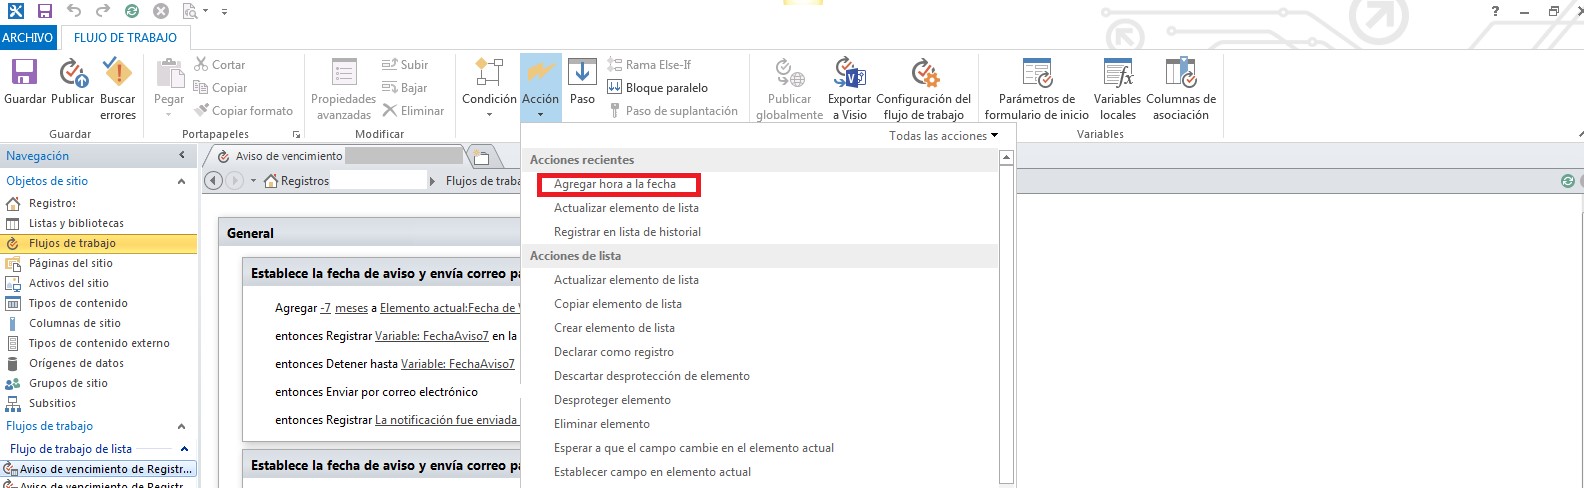 ARCHIVO FLUJO DE TRABAJO
Guardar Publicar Buscar errores
Guardar
Pegar
Cortar
Copiar
Copiar formato
Portapapeles
Propiedades avanzadas
Subir
Bajar
Eliminar
Modificar
Condición Acción Paso
Rama Else-If
Bloque paralelo
Paso de suplantación
Publicar globalmente
Exportar a Visio
Configuración del flujo de trabajo
Parámetros de formulario de inicio
Variables locales
Columnas de asociación
Variables
Todas las acciones
Navegación
Objetos de sitio
Registros
Listas y bibliotecas
Flujos de trabajo
Páginas del sitio
Activos del sitio
Tipos de contenido
Columnas de sitio
Tipos de contenido externo
Orígenes de datos
Grupos de sitio
Subsitios
Flujos de trabajo
Flujo de trabajo de lista
Aviso de vencimiento de Registr...
Aviso de vencimiento de Registr
Aviso de vencimiento
Registros
Flujos de traba
General
Establece la fecha de aviso y envía correo pa
Agregar -7 meses a Elemento actual:Fecha de V
entonces Registrar Variable: FechaAviso7 en la
entonces Detener hasta Variable: FechaAviso7
entonces Enviar por correo electrónico
entonces Registrar La notificación fue enviada
Establece la fecha de aviso y envía correo pa
Acciones recientes
Agregar hora a la fecha
Actualizar elemento de lista
Registrar en lista de historial
Acciones de lista
Actualizar elemento de lista
Copiar elemento de lista
Crear elemento de lista
Declarar como registro
Descartar desprotección de elemento
Desproteger elemento
Eliminar elemento
Esperar a que el campo cambie en el elemento actual
Establecer campo en elemento actual